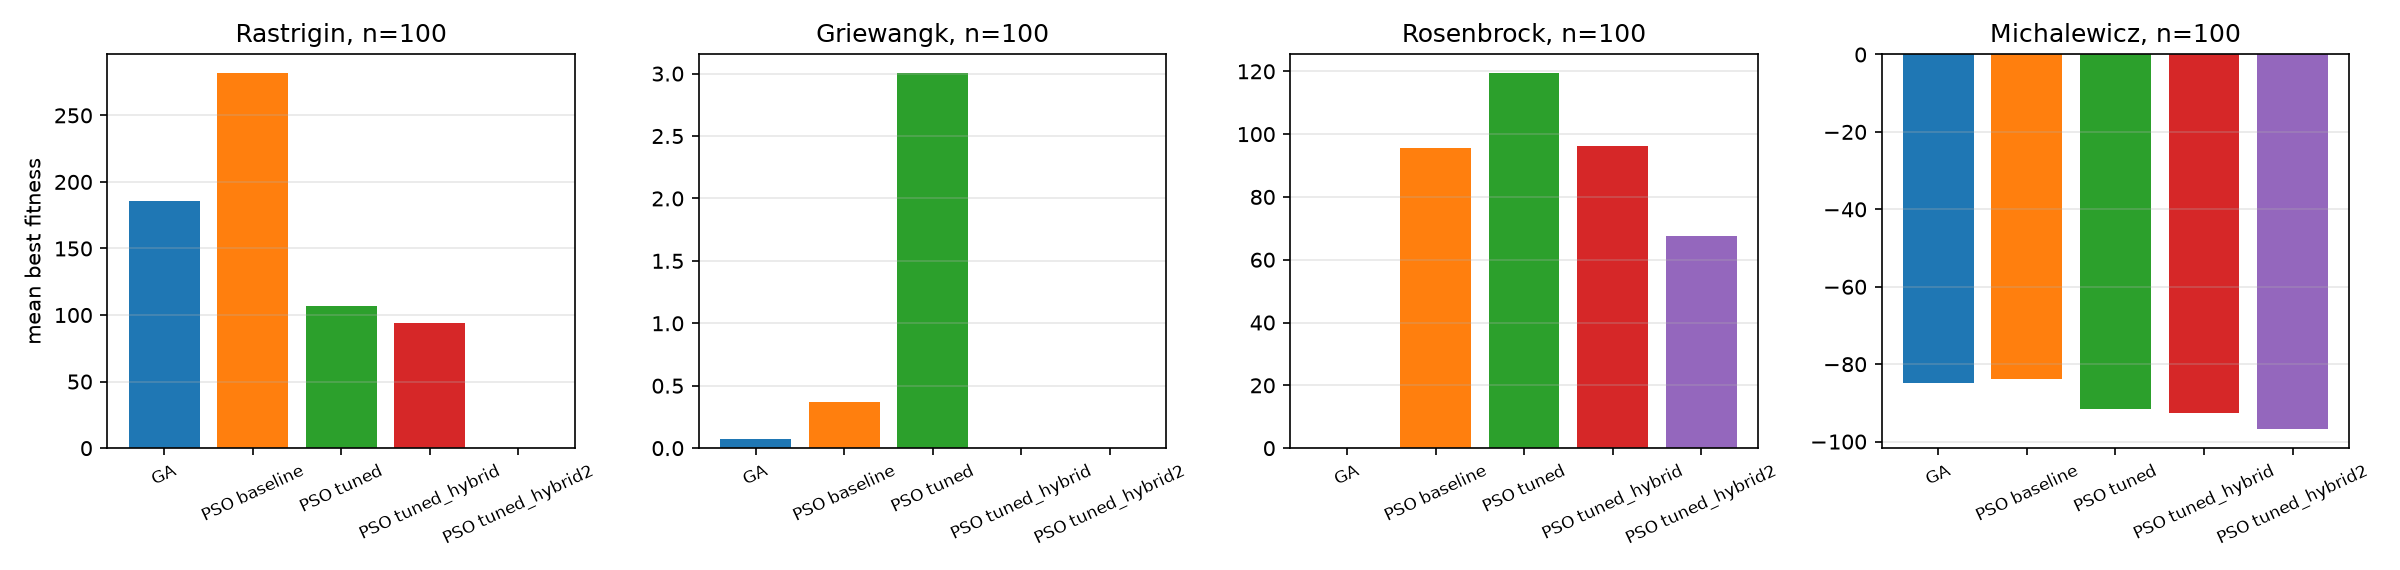 Rastrigin, n=100
mean best fitness
250
200
150
100
50
0
GA
PSO baseline
PSO tuned
PSO tuned_hybrid
PSO tuned_hybrid2
Griewangk, n=100
3.0
2.5
2.0
1.5
1.0
0.5
0.0
GA
PSO baseline
PSO tuned
PSO tuned_hybrid
PSO tuned_hybrid2
Rosenbrock, n=100
120
100
80
60
40
20
0
GA
PSO baseline
PSO tuned
PSO tuned_hybrid
PSO tuned_hybrid2
Michalewicz, n=100
0
−20
−40
−60
−80
−100
GA
PSO baseline
PSO tuned
PSO tuned_hybrid
PSO tuned_hybrid2